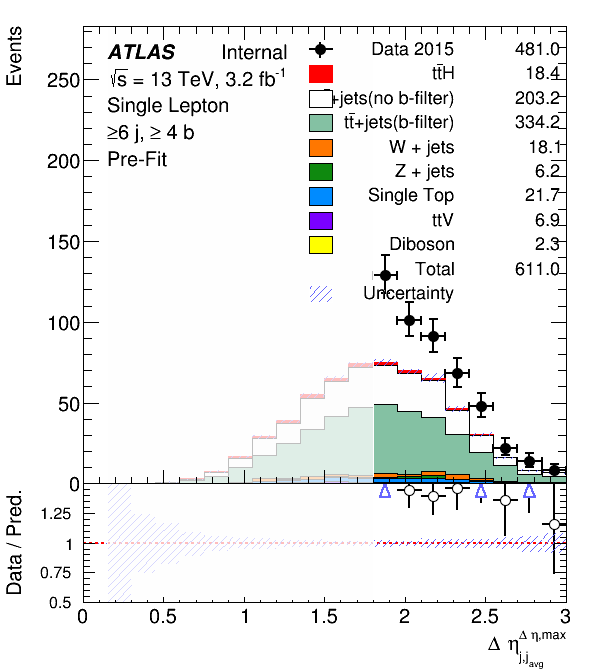 Events
ATLAS Internal
√s = 13 TeV, 3.2 fb-1
Single Lepton
≥6 j, ≥ 4 b
Pre-Fit
Data 2015 481.0
tt̄H 18.4
+jets(no b-filter) 203.2
tt̄+jets(b-filter) 334.2
W + jets 18.1
Z + jets 6.2
Single Top 21.7
ttV 6.9
Diboson 2.3
Total 611.0
Uncertainty
250
200
150
100
50
0
Data / Pred.
1.25
1
0.75
0.5
0 0.5 1 1.5 2 2.5 3
Δ η Δ η,max j,javg